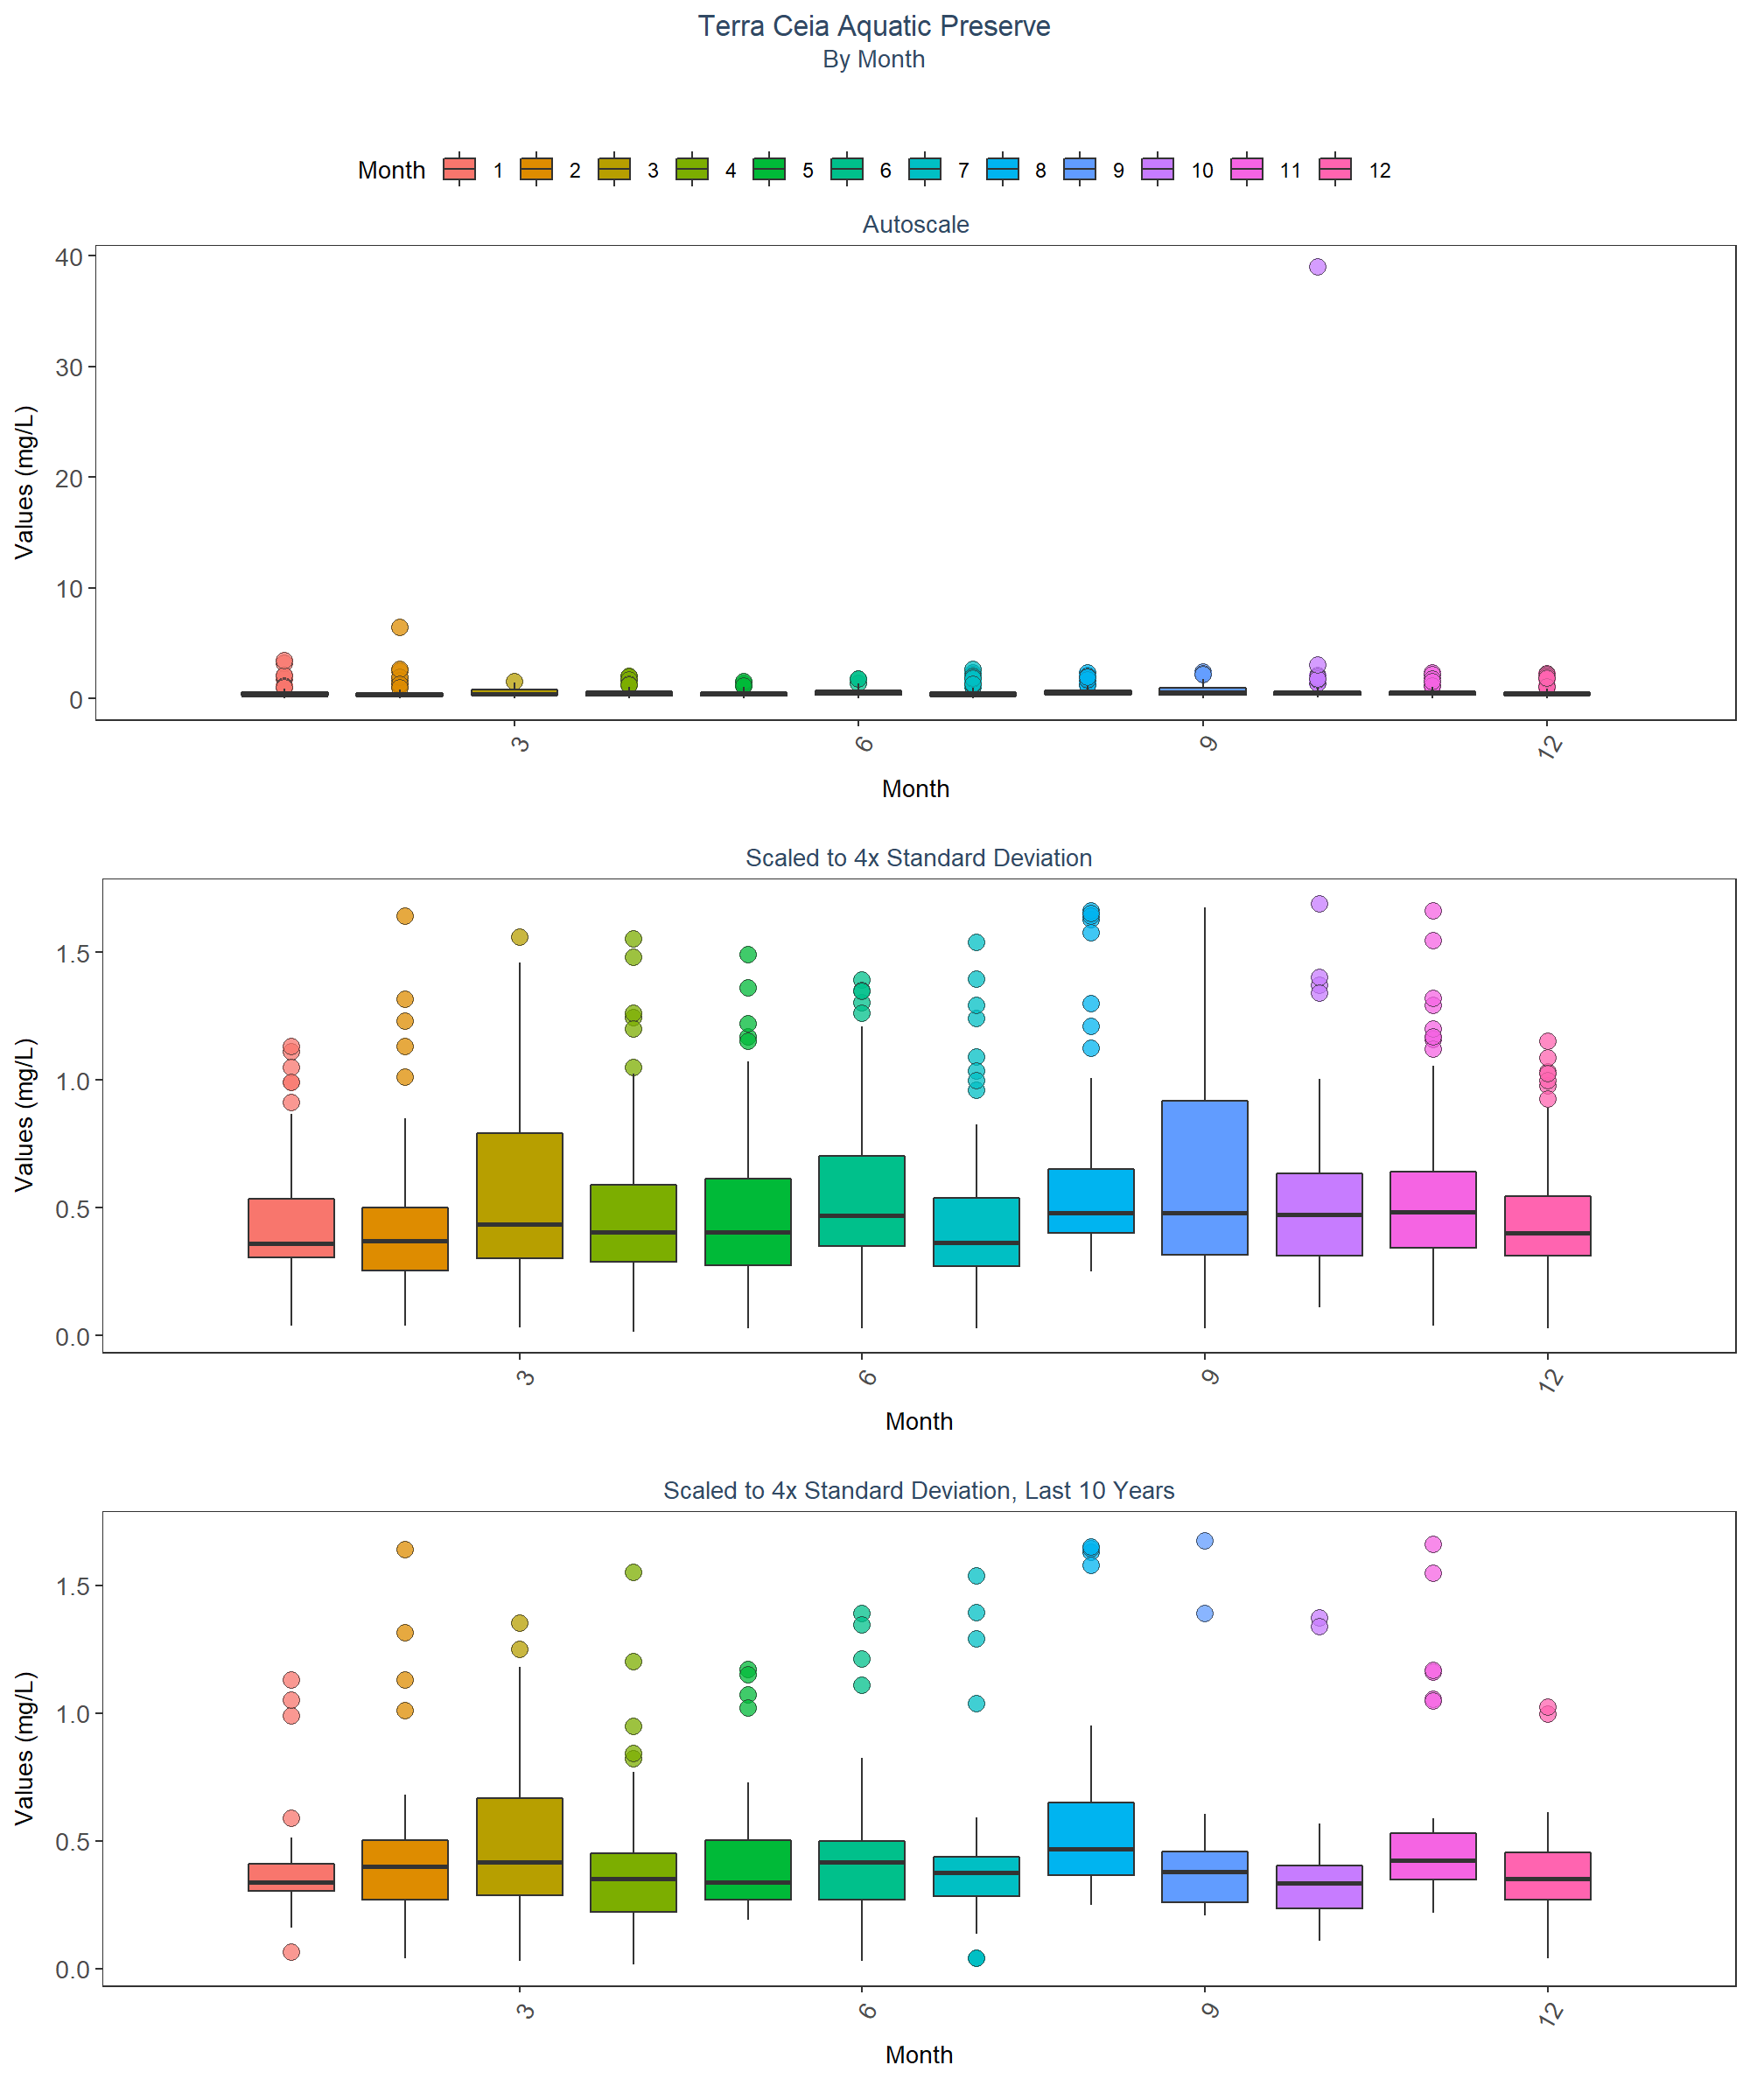 Terra Ceia Aquatic Preserve
By Month
Month 1 2 3 4 5 6 7 8 9 10 11 12
Autoscale
Values (mg/L)
40
30
20
10
0
3 6 9 12
Month
Scaled to 4x Standard Deviation
Values (mg/L)
1.5
1.0
0.5
0.0
3 6 9 12
Month
Scaled to 4x Standard Deviation, Last 10 Years
Values (mg/L)
1.5
1.0
0.5
0.0
3 6 9 12
Month